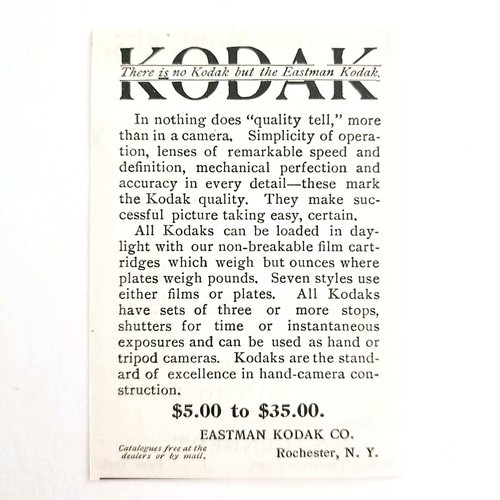 KODAK
There is no Kodak but the Eastman Kodak.
In nothing does “quality tell,” more
than in a camera. Simplicity of opera-
tion, lenses of remarkable speed and
definition, mechanical perfection and
accuracy in every detail—these mark
the Kodak quality. They make suc-
cessful picture taking easy, certain.
All Kodaks can be loaded in day-
light with our non-breakable film cart-
ridges which weigh but ounces where
plates weigh pounds. Seven styles use
either films or plates. All Kodaks
have sets of three or more stops,
shutters for time or instantaneous
exposures and can be used as hand or
tripod cameras. Kodaks are the stand-
ard of excellence in hand-camera con-
struction.
$5.00 to $35.00.
EASTMAN KODAK CO.
Catalogues free at the
dealers or by mail.
Rochester, N. Y.